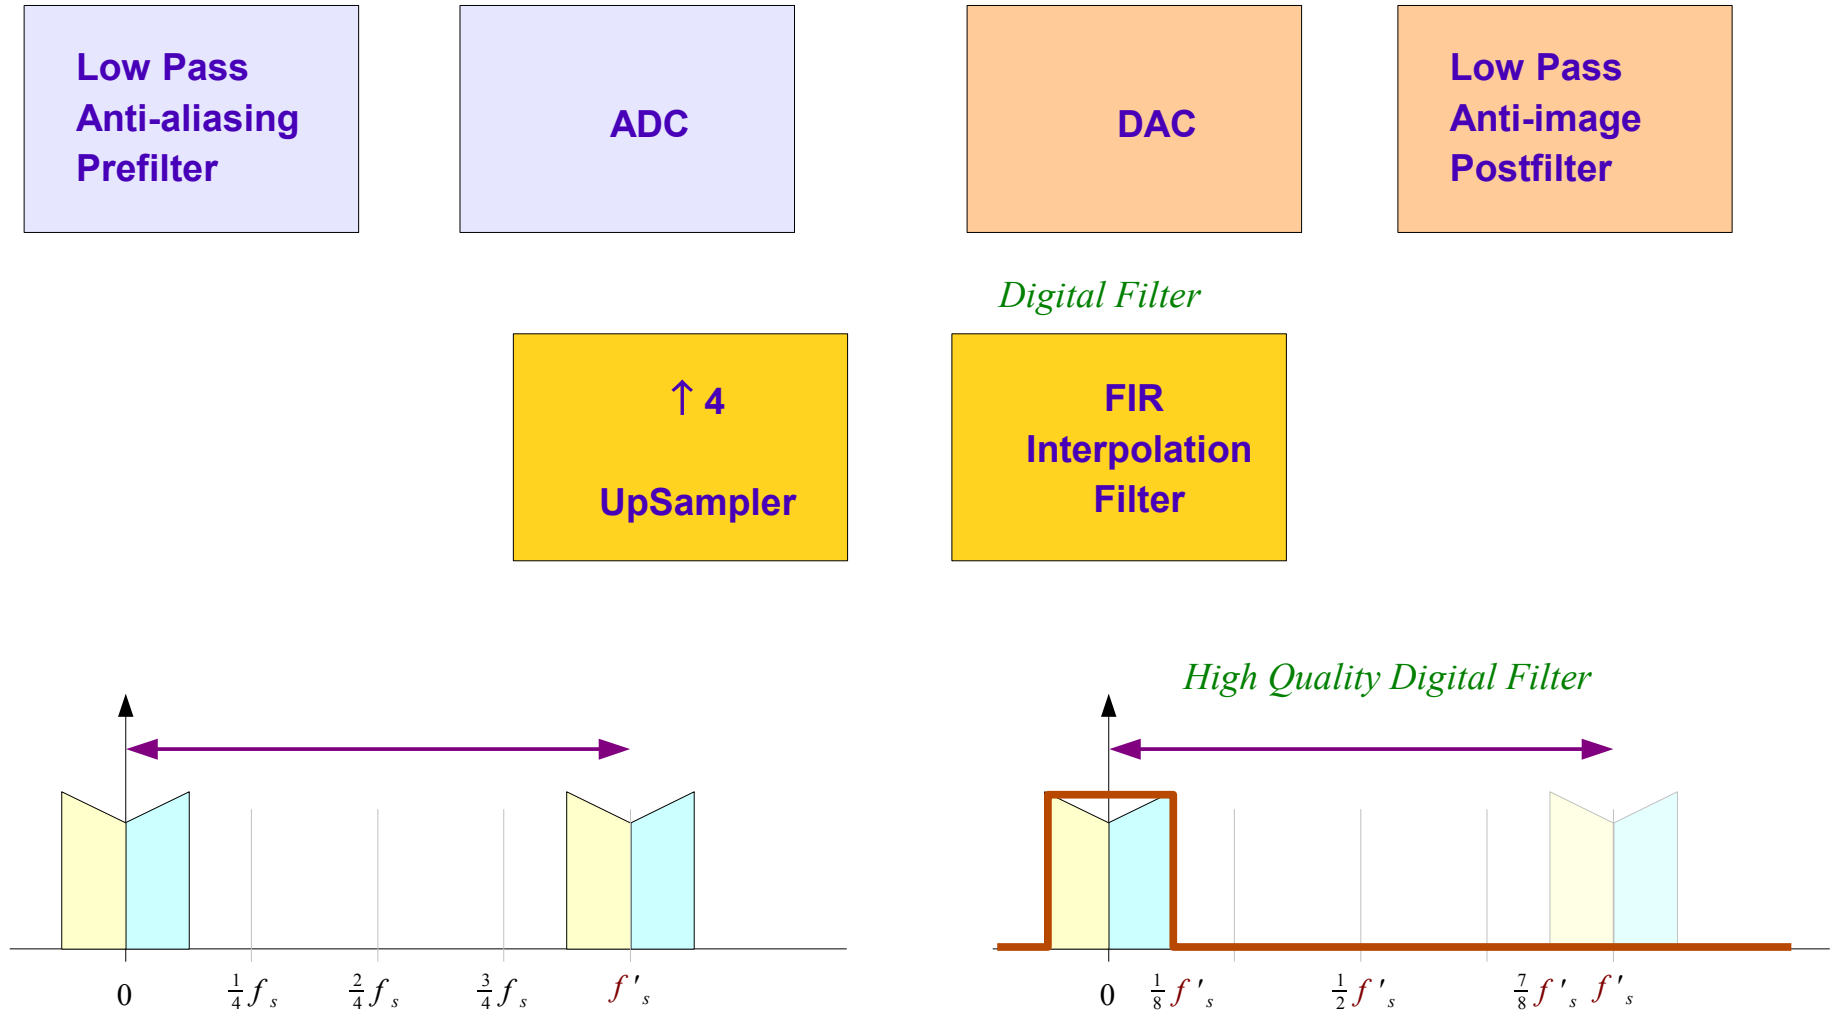 Low Pass
Anti-aliasing
Prefilter
ADC
DAC
Low Pass
Anti-image
Postfilter
Digital Filter
↑ 4
UpSampler
FIR
Interpolation
Filter
High Quality Digital Filter
0 1/4 f s 2/4 f s 3/4 f s f ′ s
0 1/8 f ′ s 1/2 f ′ s 7/8 f ′ s f ′ s